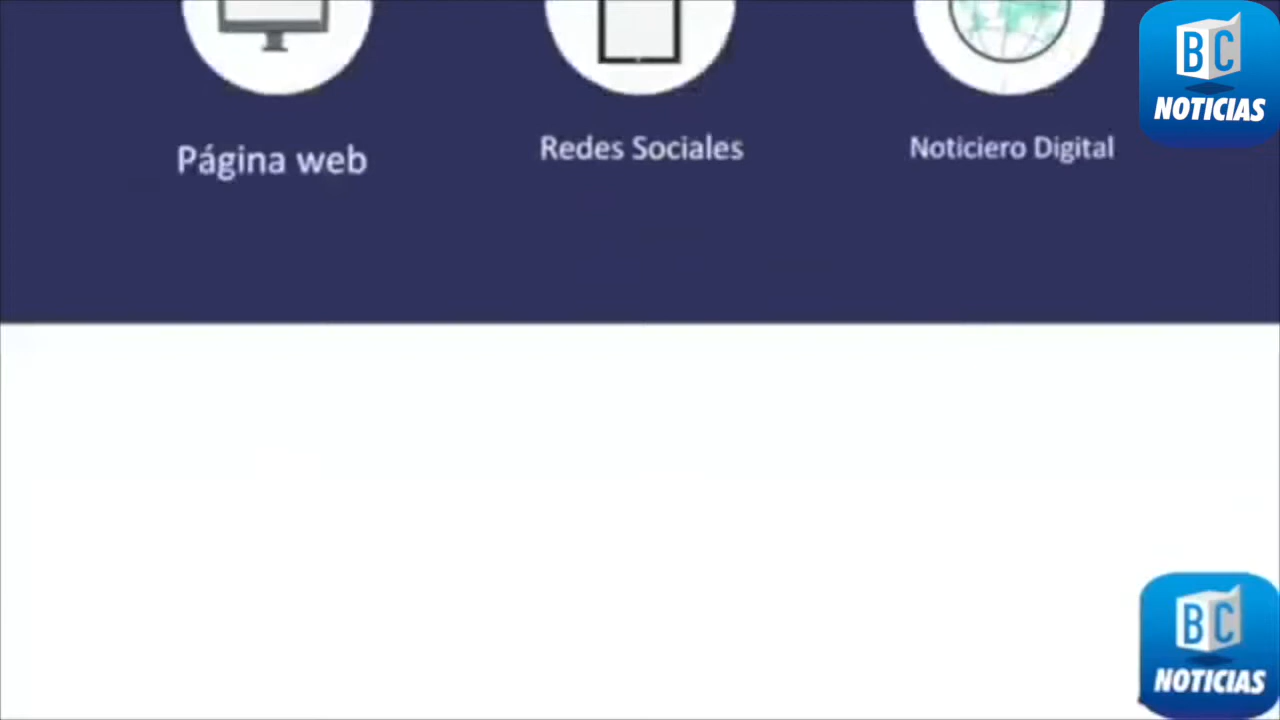 BC
NOTICIAS
Página web
Redes Sociales
Noticiero Digital
BC
NOTICIAS